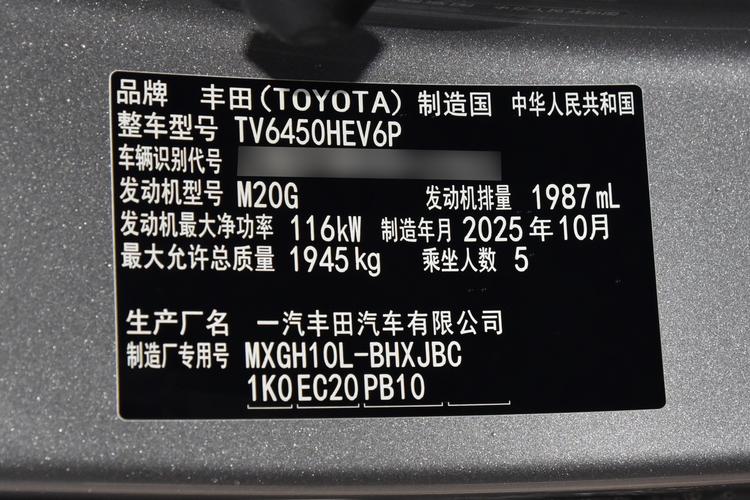 品牌 丰田(TOYOTA) 制造国 中华人民共和国
整车型号 TV6450HEV6P
车辆识别代号
发动机型号 M20G 发动机排量 1987mL
发动机最大净功率 116kW 制造年月 2025年10月
最大允许总质量 1945kg 乘坐人数 5
生产厂名 一汽丰田汽车有限公司
制造厂专用号 MXGH10L-BHXJBC
1K0EC20PB10